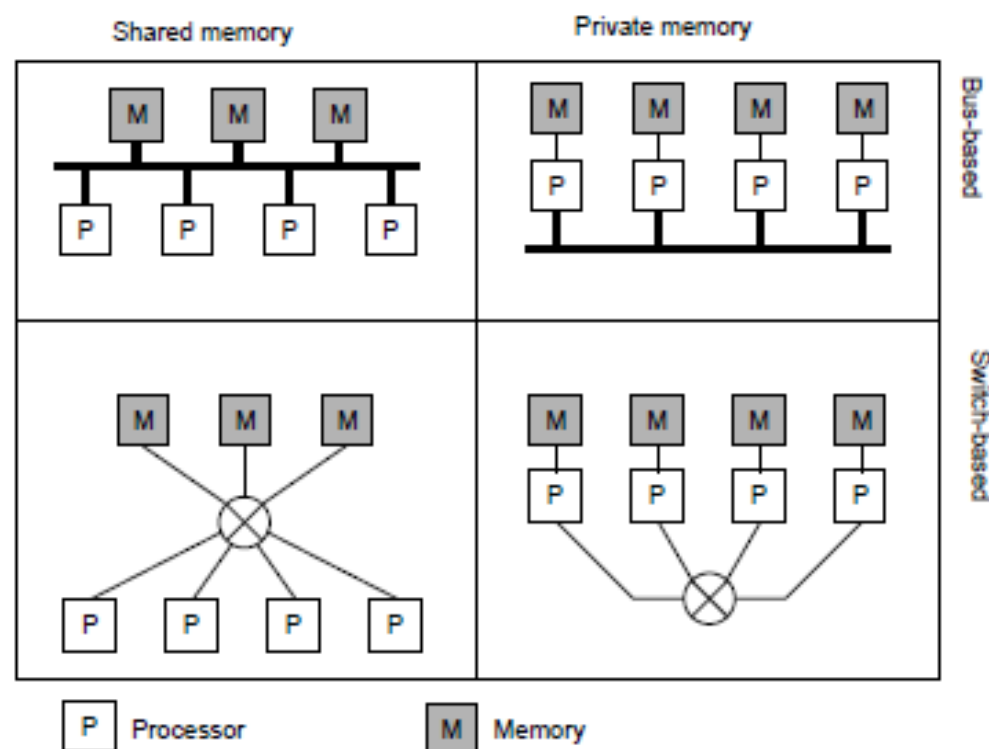 Shared memory
Private memory
M M M
P P P P
M M M M
P P P P
Bus-based
M M M
P P P P
M M M M
P P P P
Switch-based
P Processor
M Memory